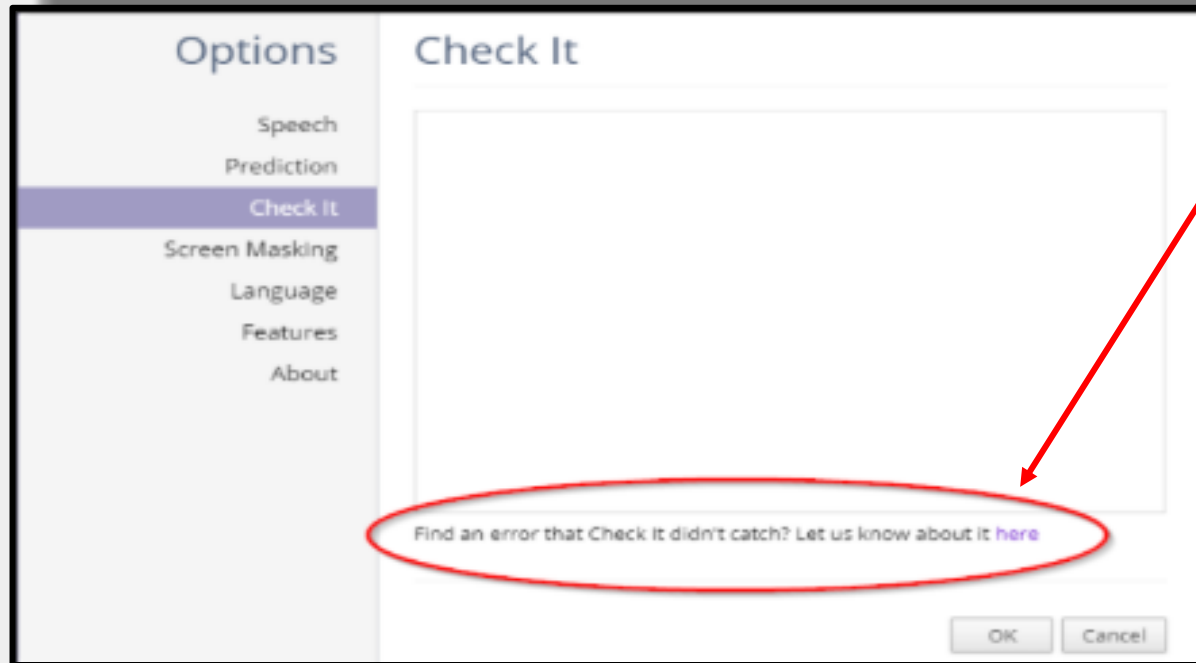 Options
Speech
Prediction
Check It
Screen Masking
Language
Features
About
Check It
Find an error that Check It didn't catch? Let us know about it here
OK
Cancel